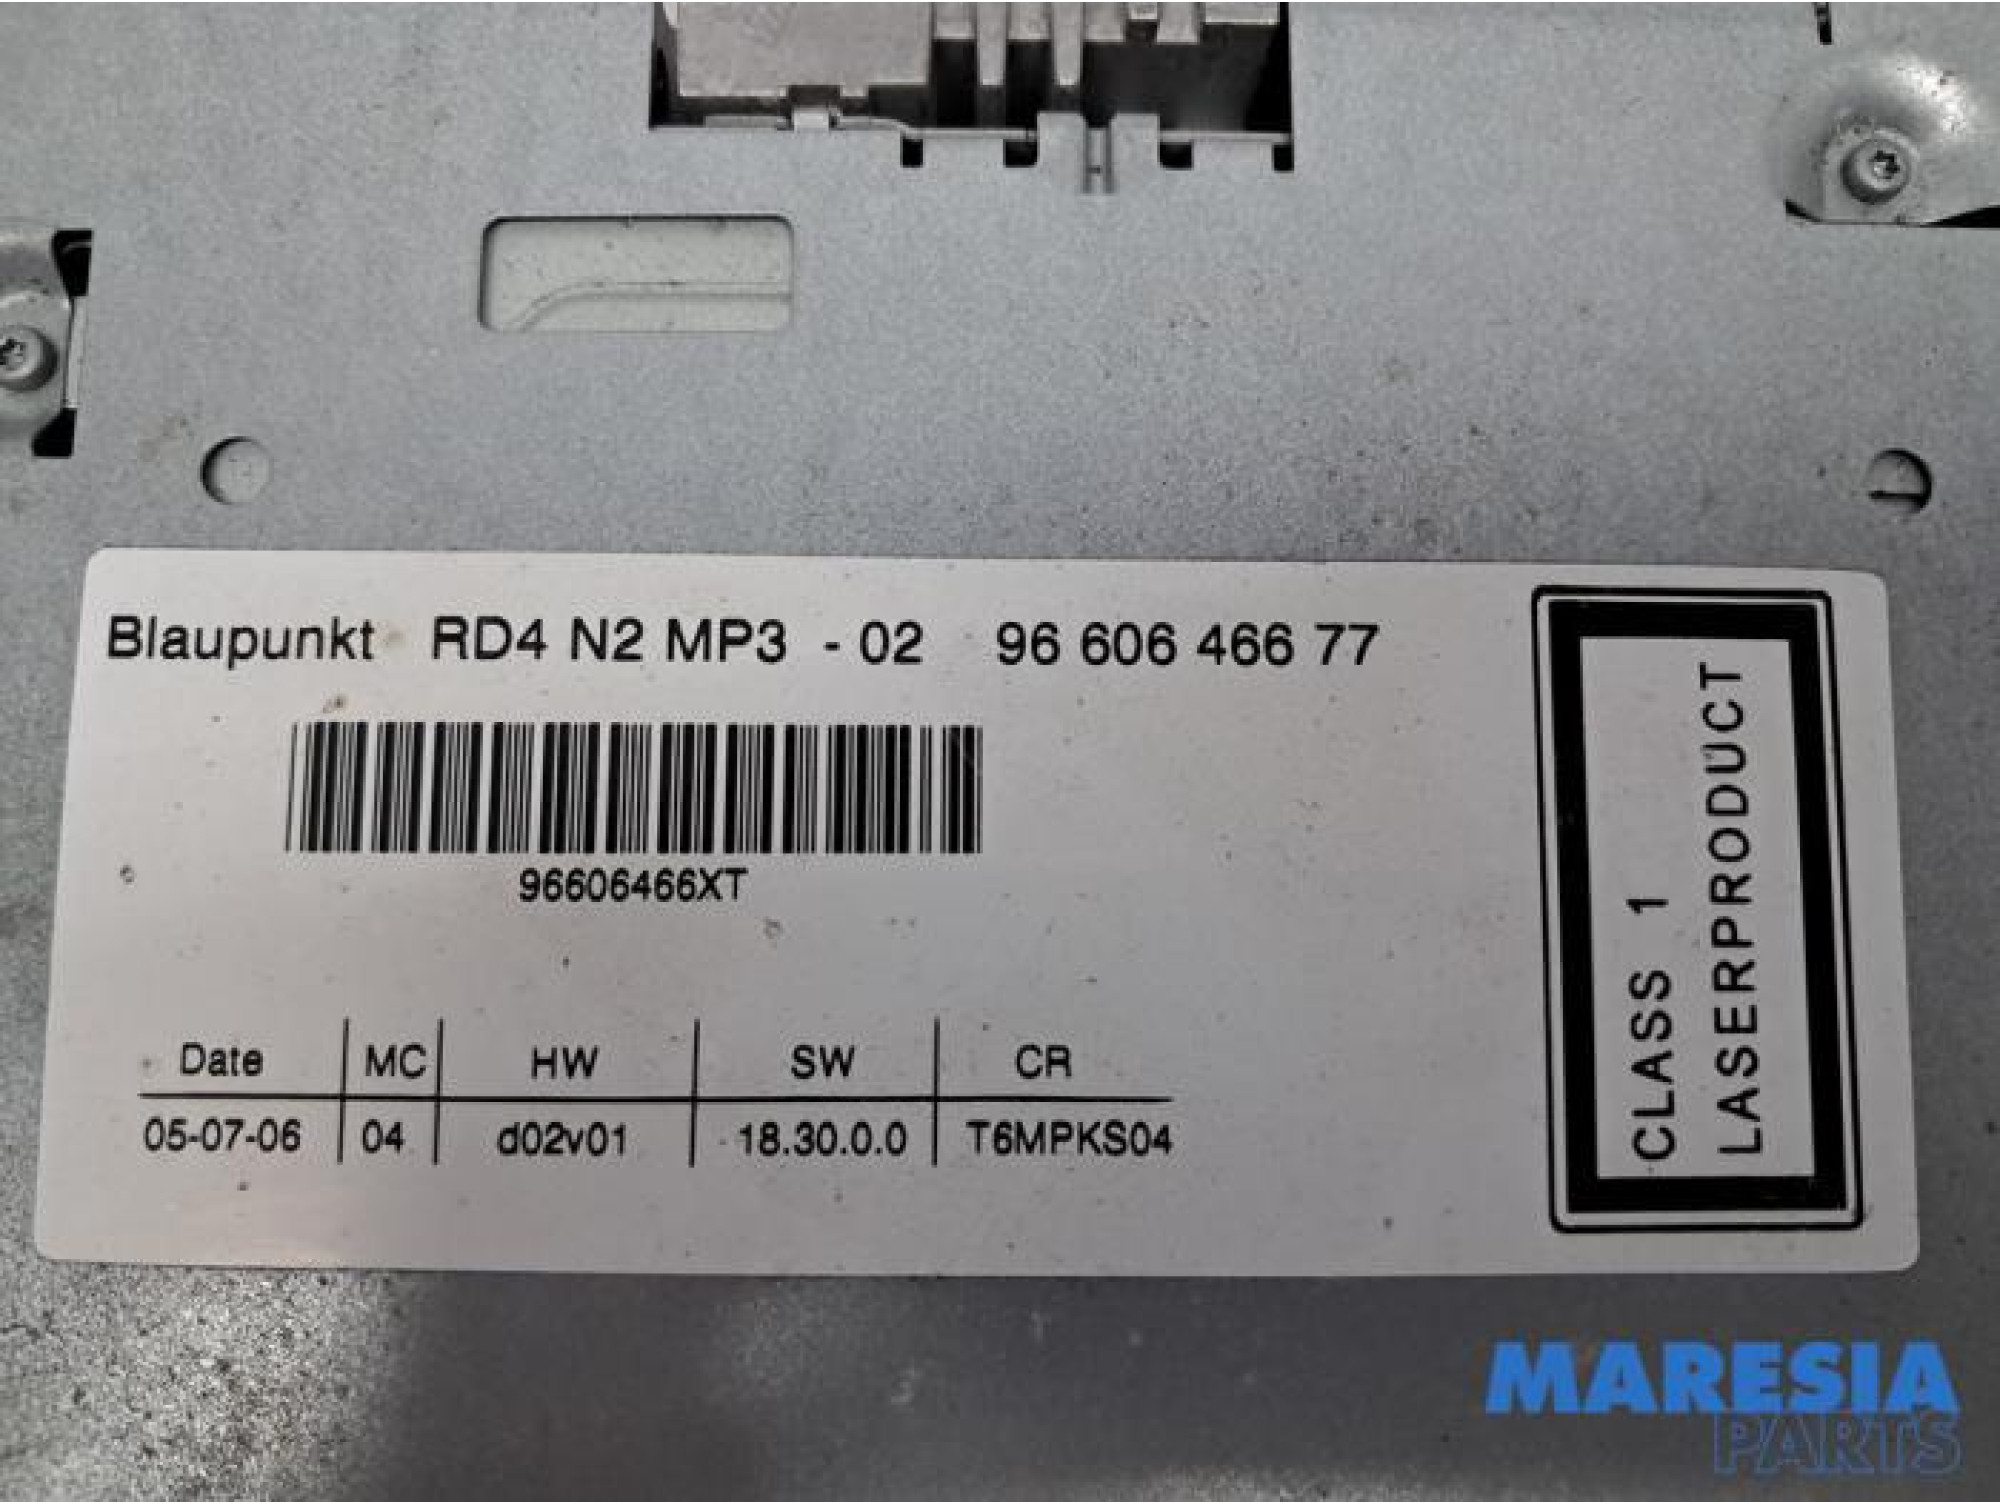 Blaupunkt RD4 N2 MP3 - 02 96 606 466 77
96606466XT
Date MC HW SW CR
05-07-06 04 d02v01 18.30.0.0 T6MPKS04
CLASS 1
LASERPRODUCT
MARESIA
PARTS